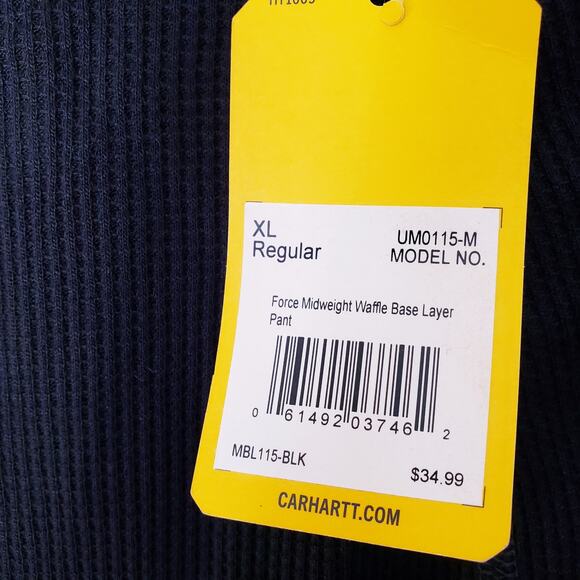 XL
Regular
UM0115-M
MODEL NO.
Force Midweight Waffle Base Layer
Pant
0 61492 03746 2
MBL115-BLK
$34.99
CARHARTT.COM